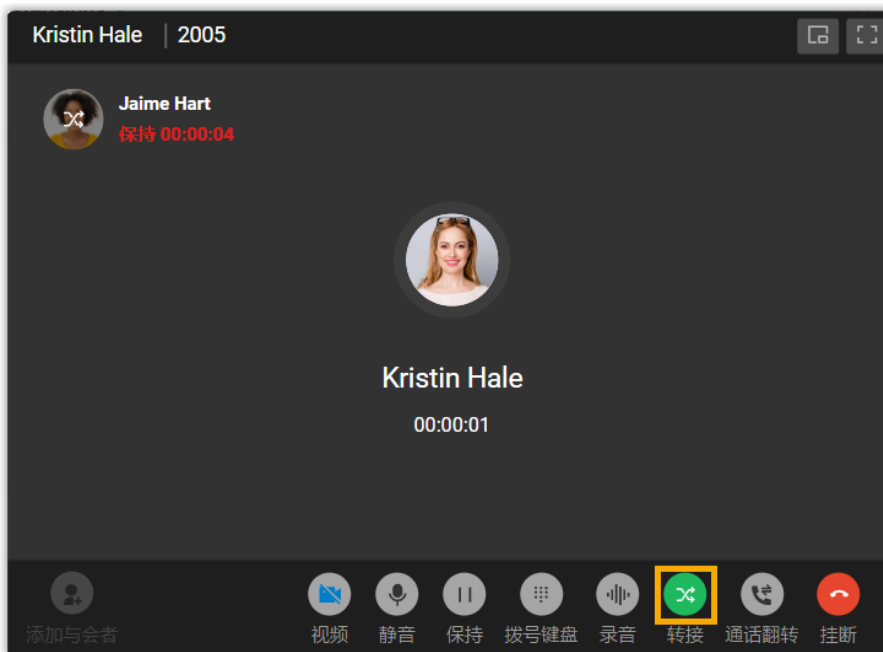 Kristin Hale | 2005
Jaime Hart
保持 00:00:04
Kristin Hale
00:00:01
添加与会者 视频 静音 保持 拨号键盘 录音 转接 通话翻转 挂断